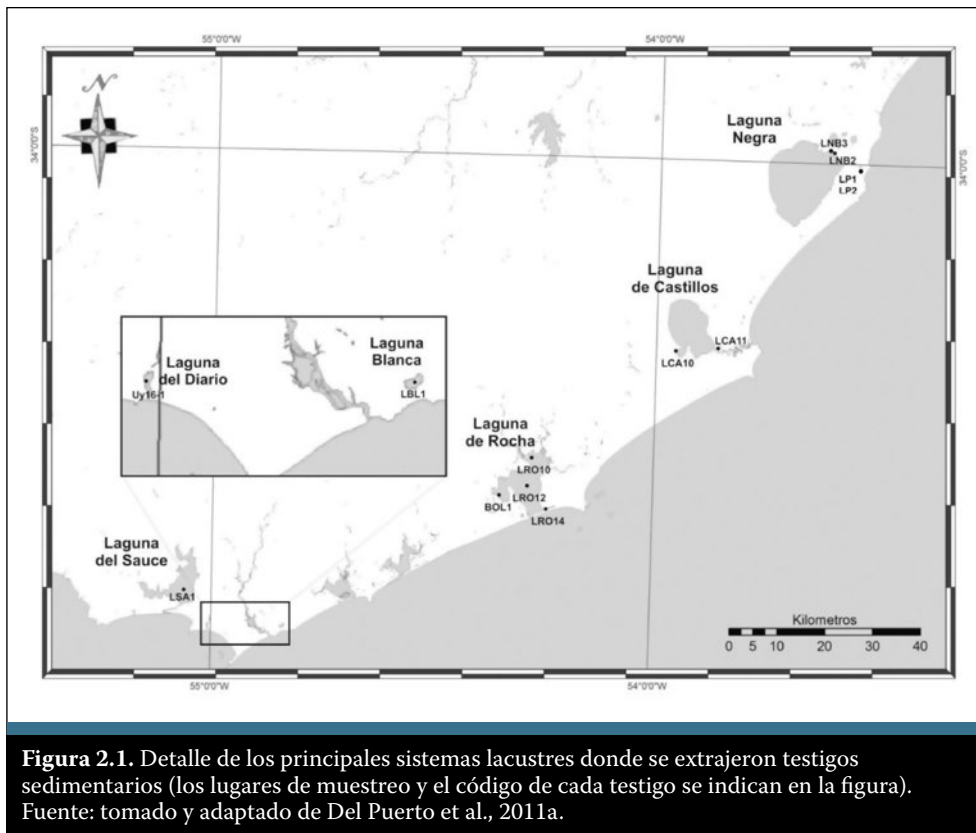 55°0'0"W
54°0'0"W
N
34°0'0"S
34°0'0"S
Laguna
Negra
LNB3
LNB2
LP1
LP2
Laguna
de Castillos
LCA11
LCA10
Laguna
del Diario
Uy16-1
Laguna
Blanca
LBL1
Laguna
de Rocha
LRO10
LRO12
BOL1
LRO14
Laguna
del Sauce
LSA1
Kilometros
0 5 10 20 30 40
55°0'0"W
54°0'0"W
Figura 2.1. Detalle de los principales sistemas lacustres donde se extrajeron testigos
sedimentarios (los lugares de muestreo y el código de cada testigo se indican en la figura).
Fuente: tomado y adaptado de Del Puerto et al., 2011a.